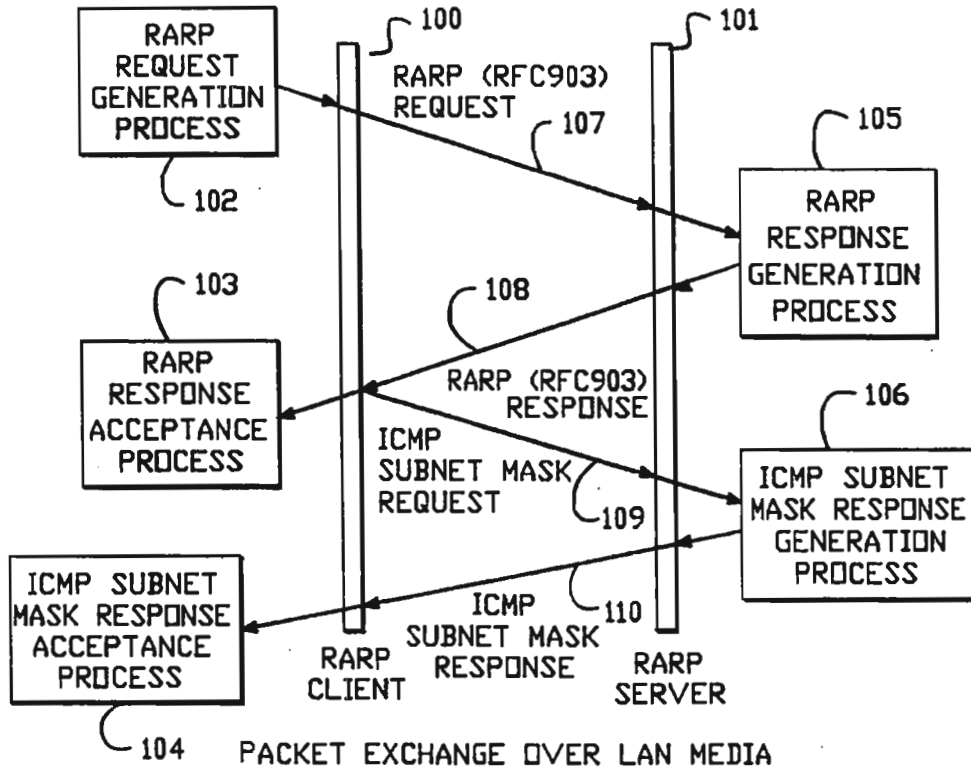 100
101
RARP
REQUEST
GENERATION
PROCESS
RARP (RFC903)
REQUEST
107
105
102
RARP
RESPONSE
GENERATION
PROCESS
103
108
RARP
RESPONSE
ACCEPTANCE
PROCESS
RARP (RFC903)
RESPONSE
106
ICMP
SUBNET MASK
REQUEST
109
ICMP SUBNET
MASK RESPONSE
GENERATION
PROCESS
ICMP SUBNET
MASK RESPONSE
ACCEPTANCE
PROCESS
110
ICMP
SUBNET MASK
RESPONSE
RARP
CLIENT
RARP
SERVER
104
PACKET EXCHANGE OVER LAN MEDIA